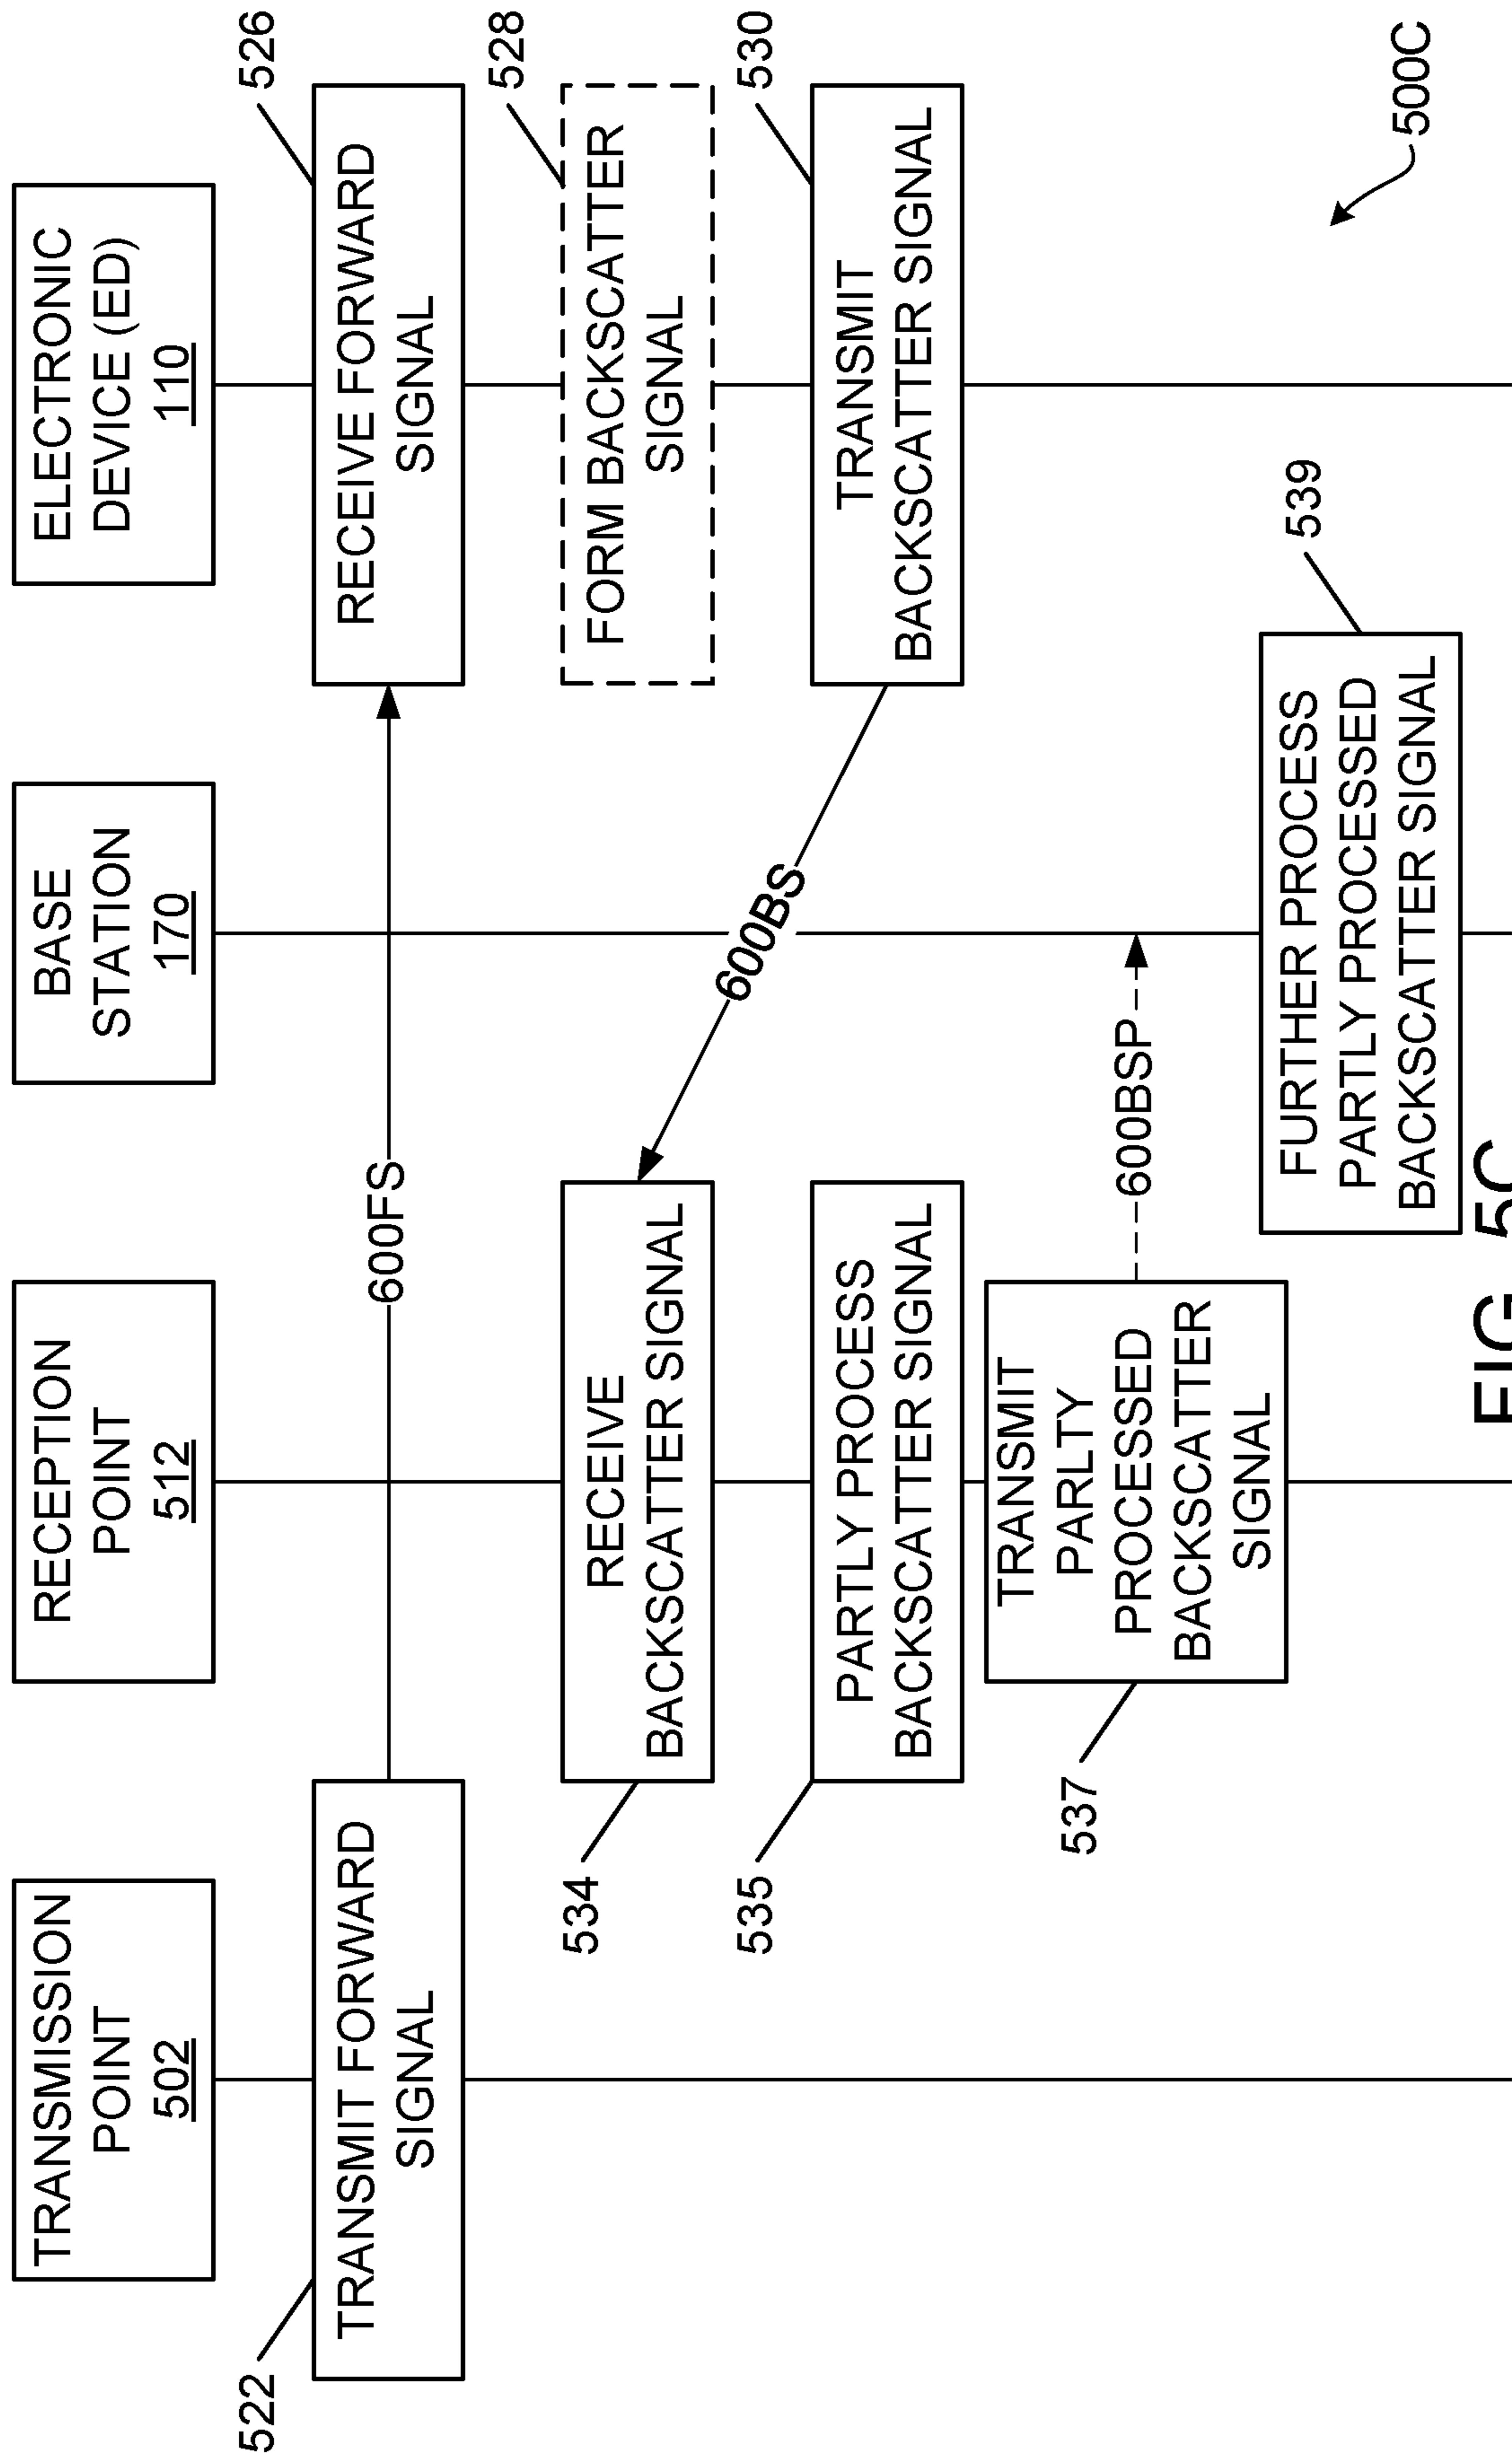 TRANSMISSION
POINT
502
RECEPTION
POINT
512
BASE
STATION
170
ELECTRONIC
DEVICE (ED)
110
522
TRANSMIT FORWARD
SIGNAL
600FS
RECEIVE FORWARD
SIGNAL
526
534
RECEIVE
BACKSCATTER SIGNAL
FORM BACKSCATTER
SIGNAL
528
600BS
535
PARTLY PROCESS
BACKSCATTER SIGNAL
TRANSMIT
BACKSCATTER SIGNAL
530
537
TRANSMIT
PARLTY
PROCESSED
BACKSCATTER
SIGNAL
600BSP
FURTHER PROCESS
PARTLY PROCESSED
BACKSCATTER SIGNAL
539
500C
FIG. 5C